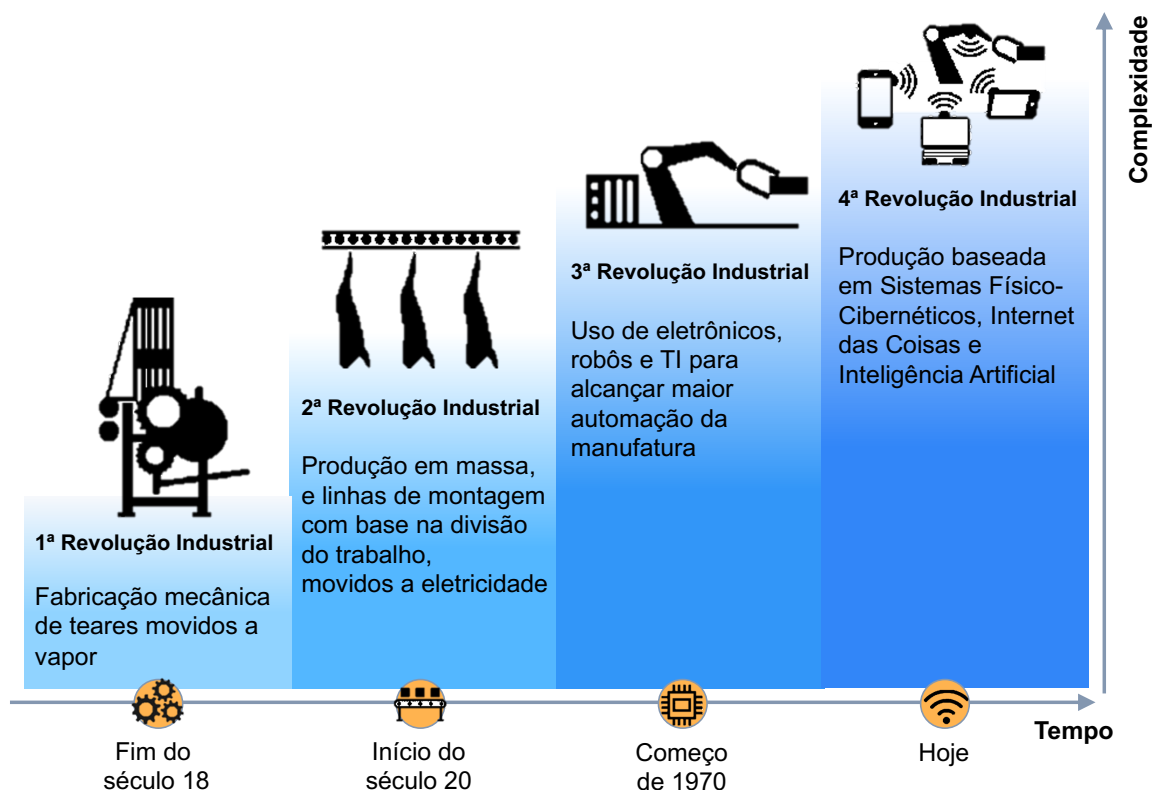 Complexidade
4ª Revolução Industrial
Produção baseada
em Sistemas Físico-
Cibernéticos, Internet
das Coisas e
Inteligência Artificial
3ª Revolução Industrial
Uso de eletrônicos,
robôs e TI para
alcançar maior
automação da
manufatura
2ª Revolução Industrial
Produção em massa,
e linhas de montagem
com base na divisão
do trabalho,
movidos a eletricidade
1ª Revolução Industrial
Fabricação mecânica
de teares movidos a
vapor
Tempo
Fim do
século 18
Início do
século 20
Começo
de 1970
Hoje